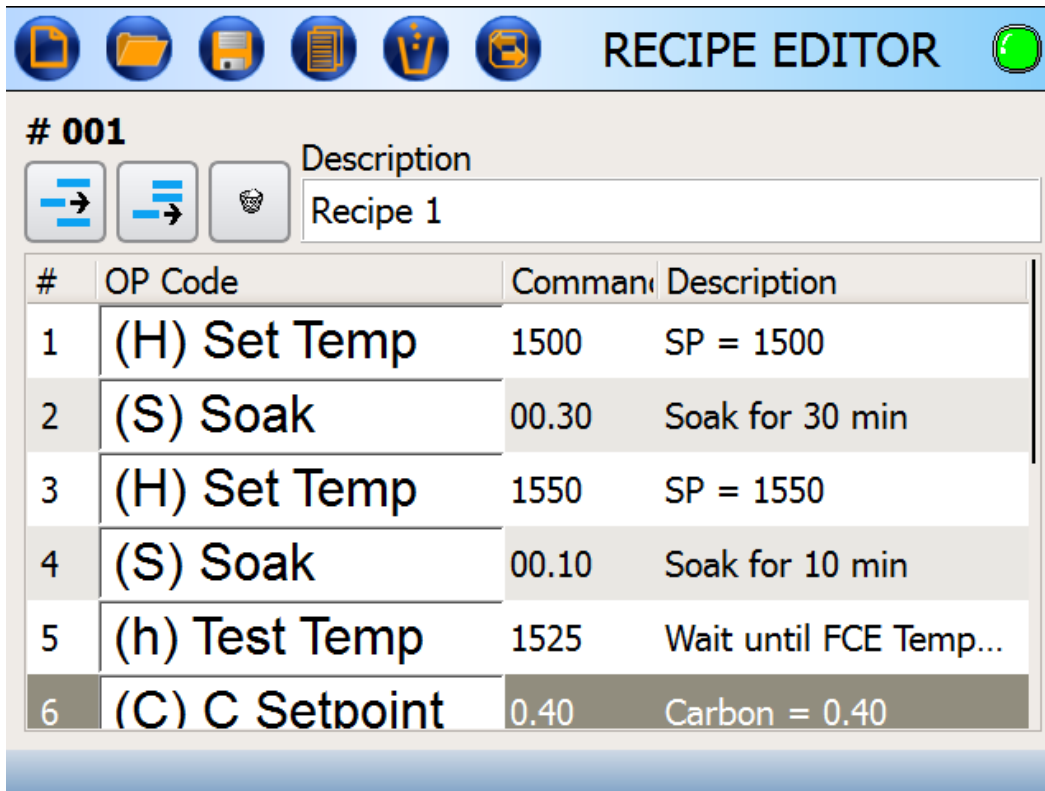 RECIPE EDITOR
# 001
Description
Recipe 1
# OP Code Comman Description
1 (H) Set Temp 1500 SP = 1500
2 (S) Soak 00.30 Soak for 30 min
3 (H) Set Temp 1550 SP = 1550
4 (S) Soak 00.10 Soak for 10 min
5 (h) Test Temp 1525 Wait until FCE Temp...
6 (C) C Setpoint 0.40 Carbon = 0.40